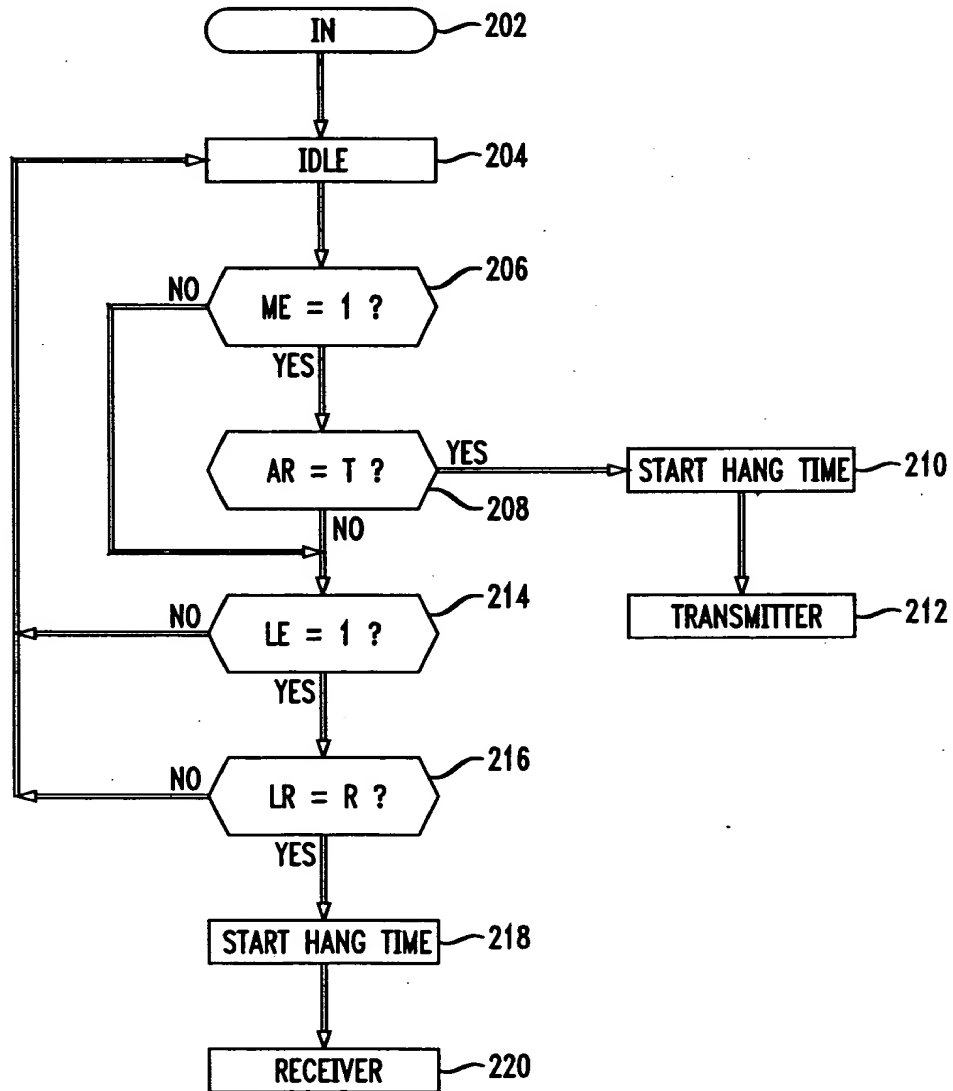 IN 202
IDLE 204
206
NO
ME = 1 ?
YES
AR = T ?
YES
START HANG TIME 210
208
NO
214
NO
LE = 1 ?
TRANSMITTER 212
YES
216
NO
LR = R ?
YES
START HANG TIME 218
RECEIVER 220